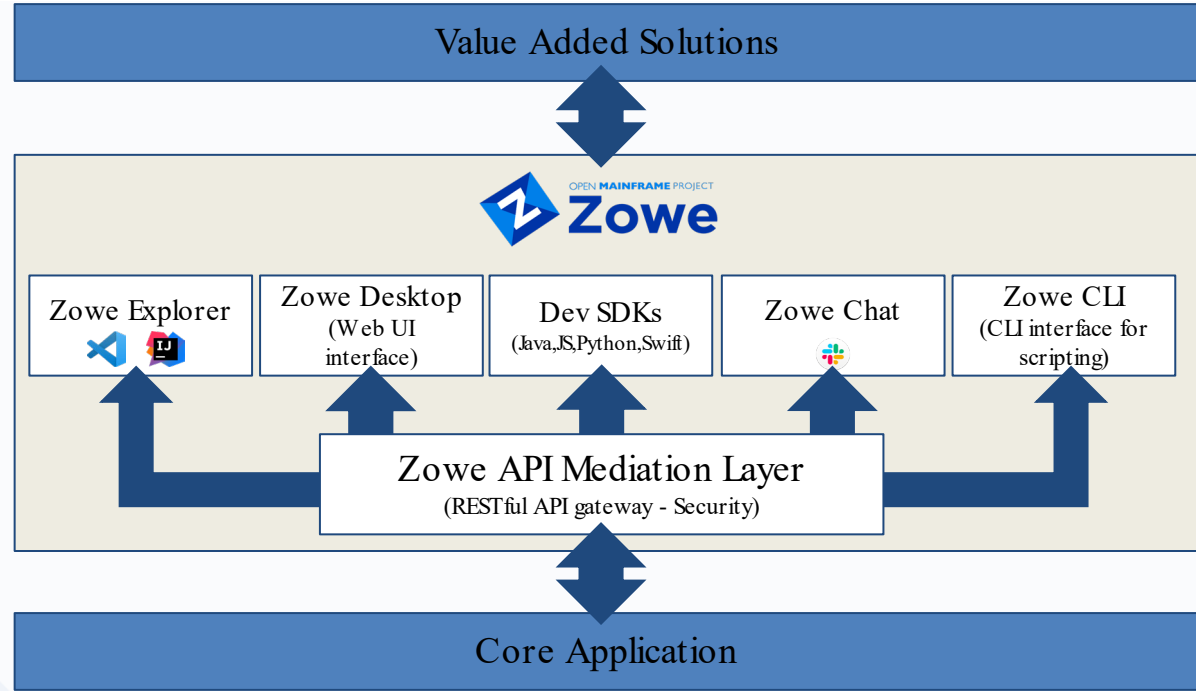 Value Added Solutions
OPEN MAINFRAME PROJECT
Zowe
Zowe Explorer
IJ
Zowe Desktop
(Web UI
interface)
Dev SDKs
(Java,JS,Python,Swift)
Zowe Chat
Zowe CLI
(CLI interface for
scripting)
Zowe API Mediation Layer
(RESTful API gateway - Security)
Core Application